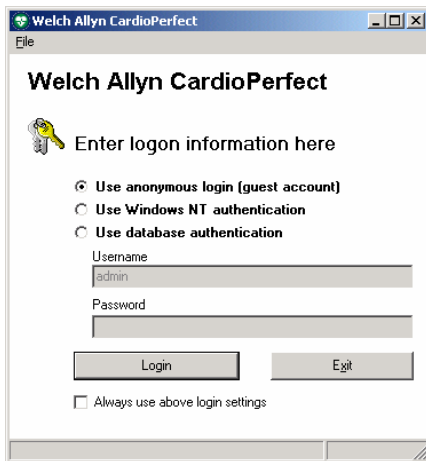 Welch Allyn CardioPerfect
File
Welch Allyn CardioPerfect
Enter logon information here
Use anonymous login (guest account)
Use Windows NT authentication
Use database authentication
Username
admin
Password
Login Exit
Always use above login settings